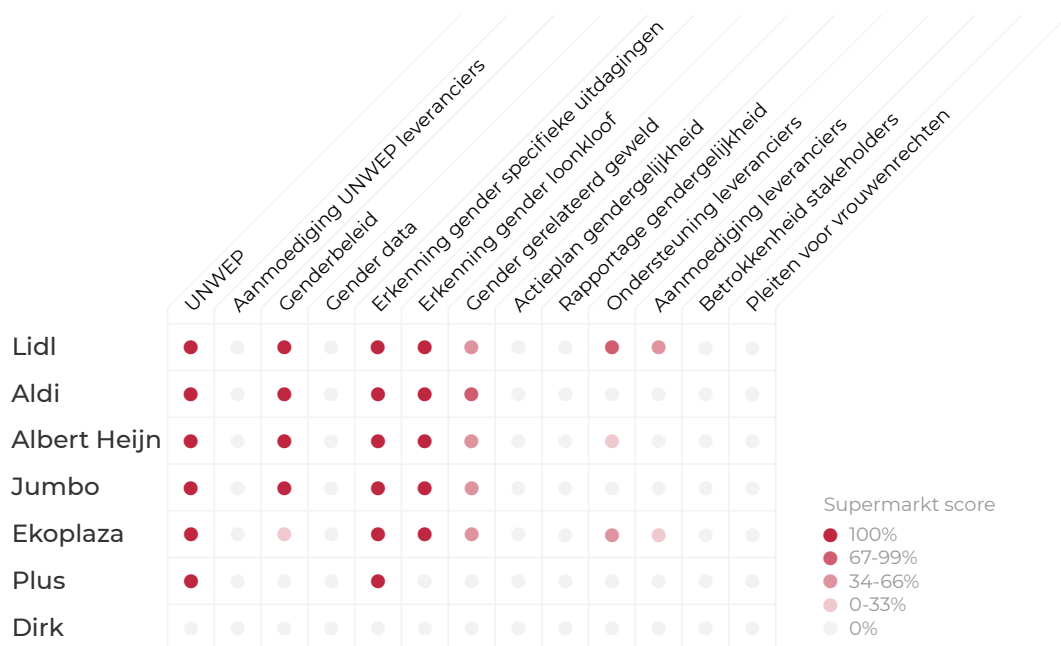 UNWEP
Aanmoediging UNWEP leveranciers
Genderbeleid
Gender data
Erkenning gender specifieke uitdagingen
Erkenning gender loonkloof
Gender gerelateerd geweld
Actieplan gendergelijkheid
Rapportage gendergelijkheid
Ondersteuning leveranciers
Aanmoediging leveranciers
Betrokkenheid stakeholders
Pleiten voor vrouwenrechten
Lidl
Aldi
Albert Heijn
Jumbo
Ekoplaza
Plus
Dirk
Supermarkt score
100%
67-99%
34-66%
0-33%
0%